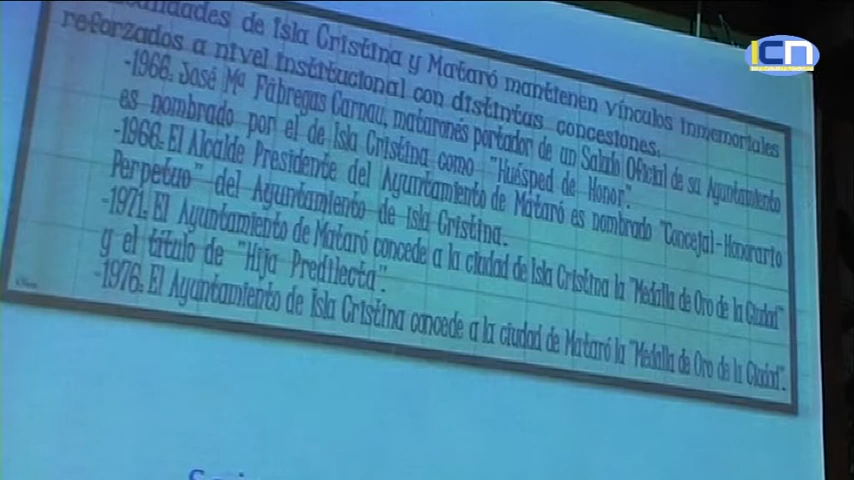 de Isla Cristina y Mataró mantienen vínculos inmemoriales
reforzados a nivel institucional con distintas concesiones.
-1966. José Mª Fábregas Carnau, mataronés portador de un Saludo Oficial de su Ayuntamiento
es nombrado por el de Isla Cristina como "Huésped de Honor".
-1966. El Alcalde Presidente del Ayuntamiento de Mataró es nombrado "Concejal-Honorario
Perpetuo" del Ayuntamiento de Isla Cristina.
-1971. El Ayuntamiento de Mataró concede a la ciudad de Isla Cristina la "Medalla de Oro de la Ciudad"
y el título de "Hija Predilecta".
-1976. El Ayuntamiento de Isla Cristina concede a la ciudad de Mataró la "Medalla de Oro de la Ciudad".
ICN